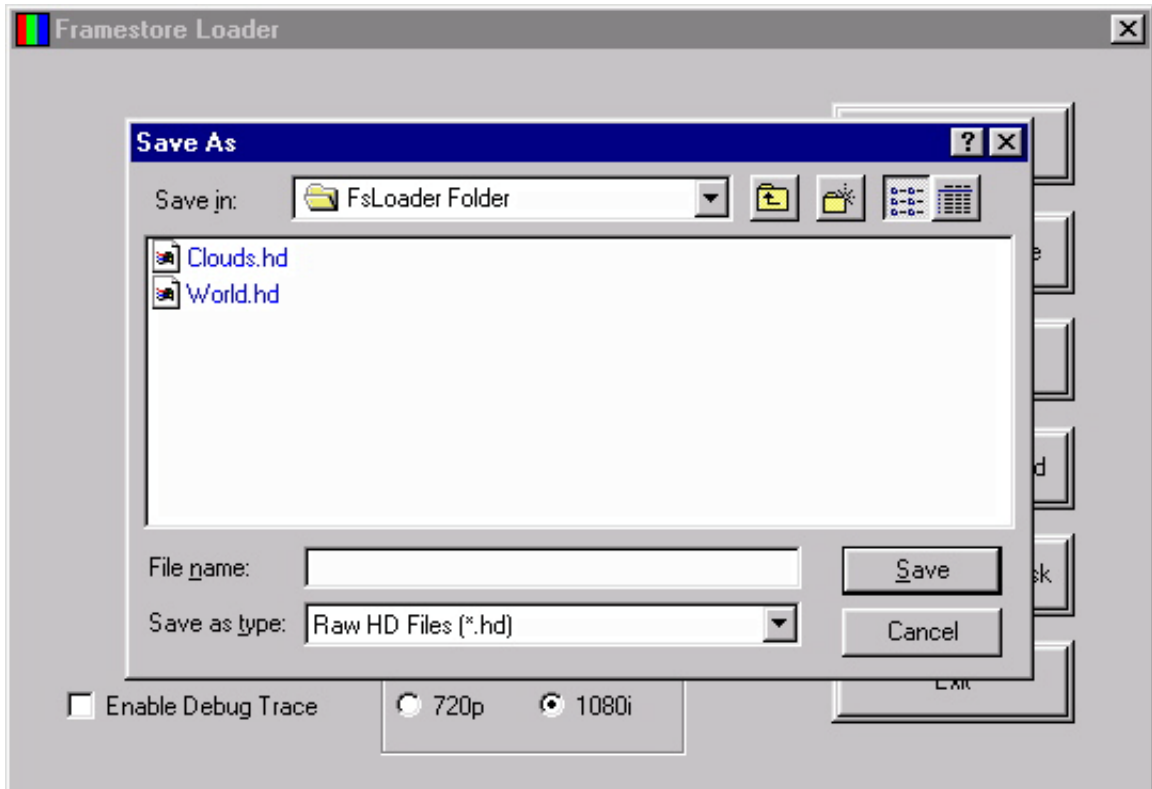 Framestore Loader
Save As
Save in:
FsLoader Folder
Clouds.hd
World.hd
File name:
Save
Save as type:
Raw HD Files (*.hd)
Cancel
Enable Debug Trace
720p
1080i
Exit